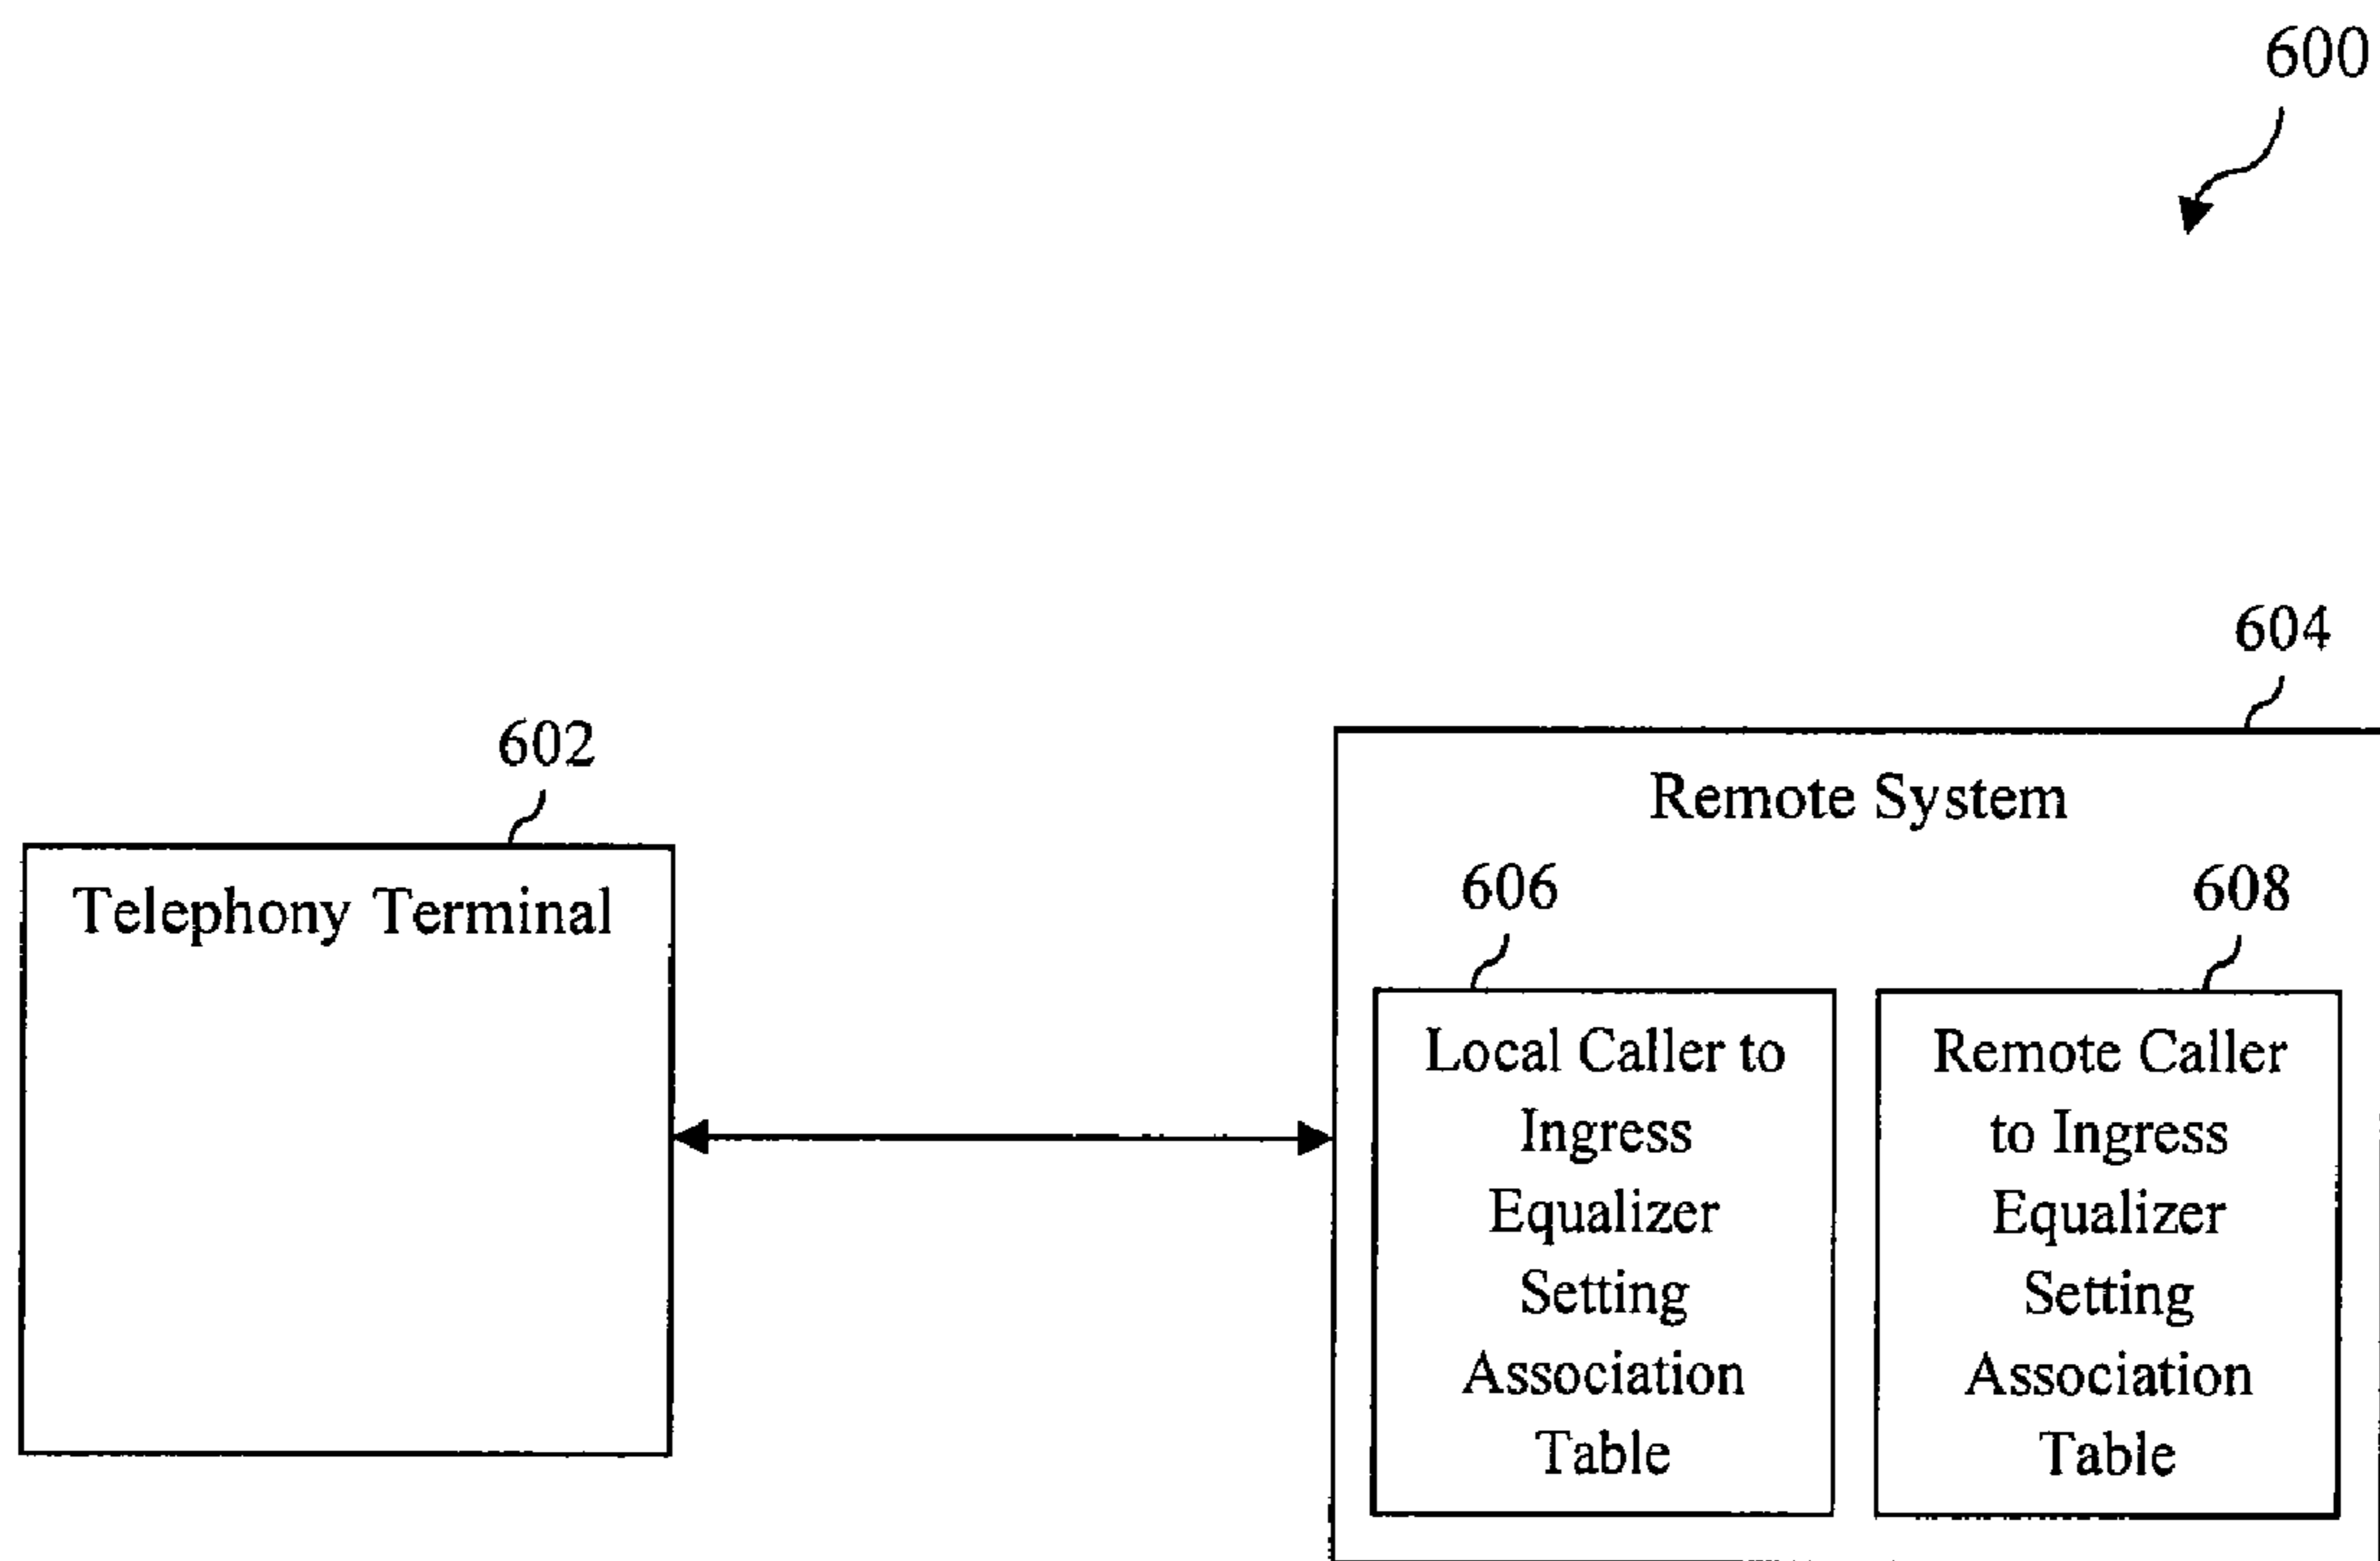 600
604
602
Remote System
606
608
Telephony Terminal
Local Caller to
Ingress
Equalizer
Setting
Association
Table
Remote Caller
to Ingress
Equalizer
Setting
Association
Table